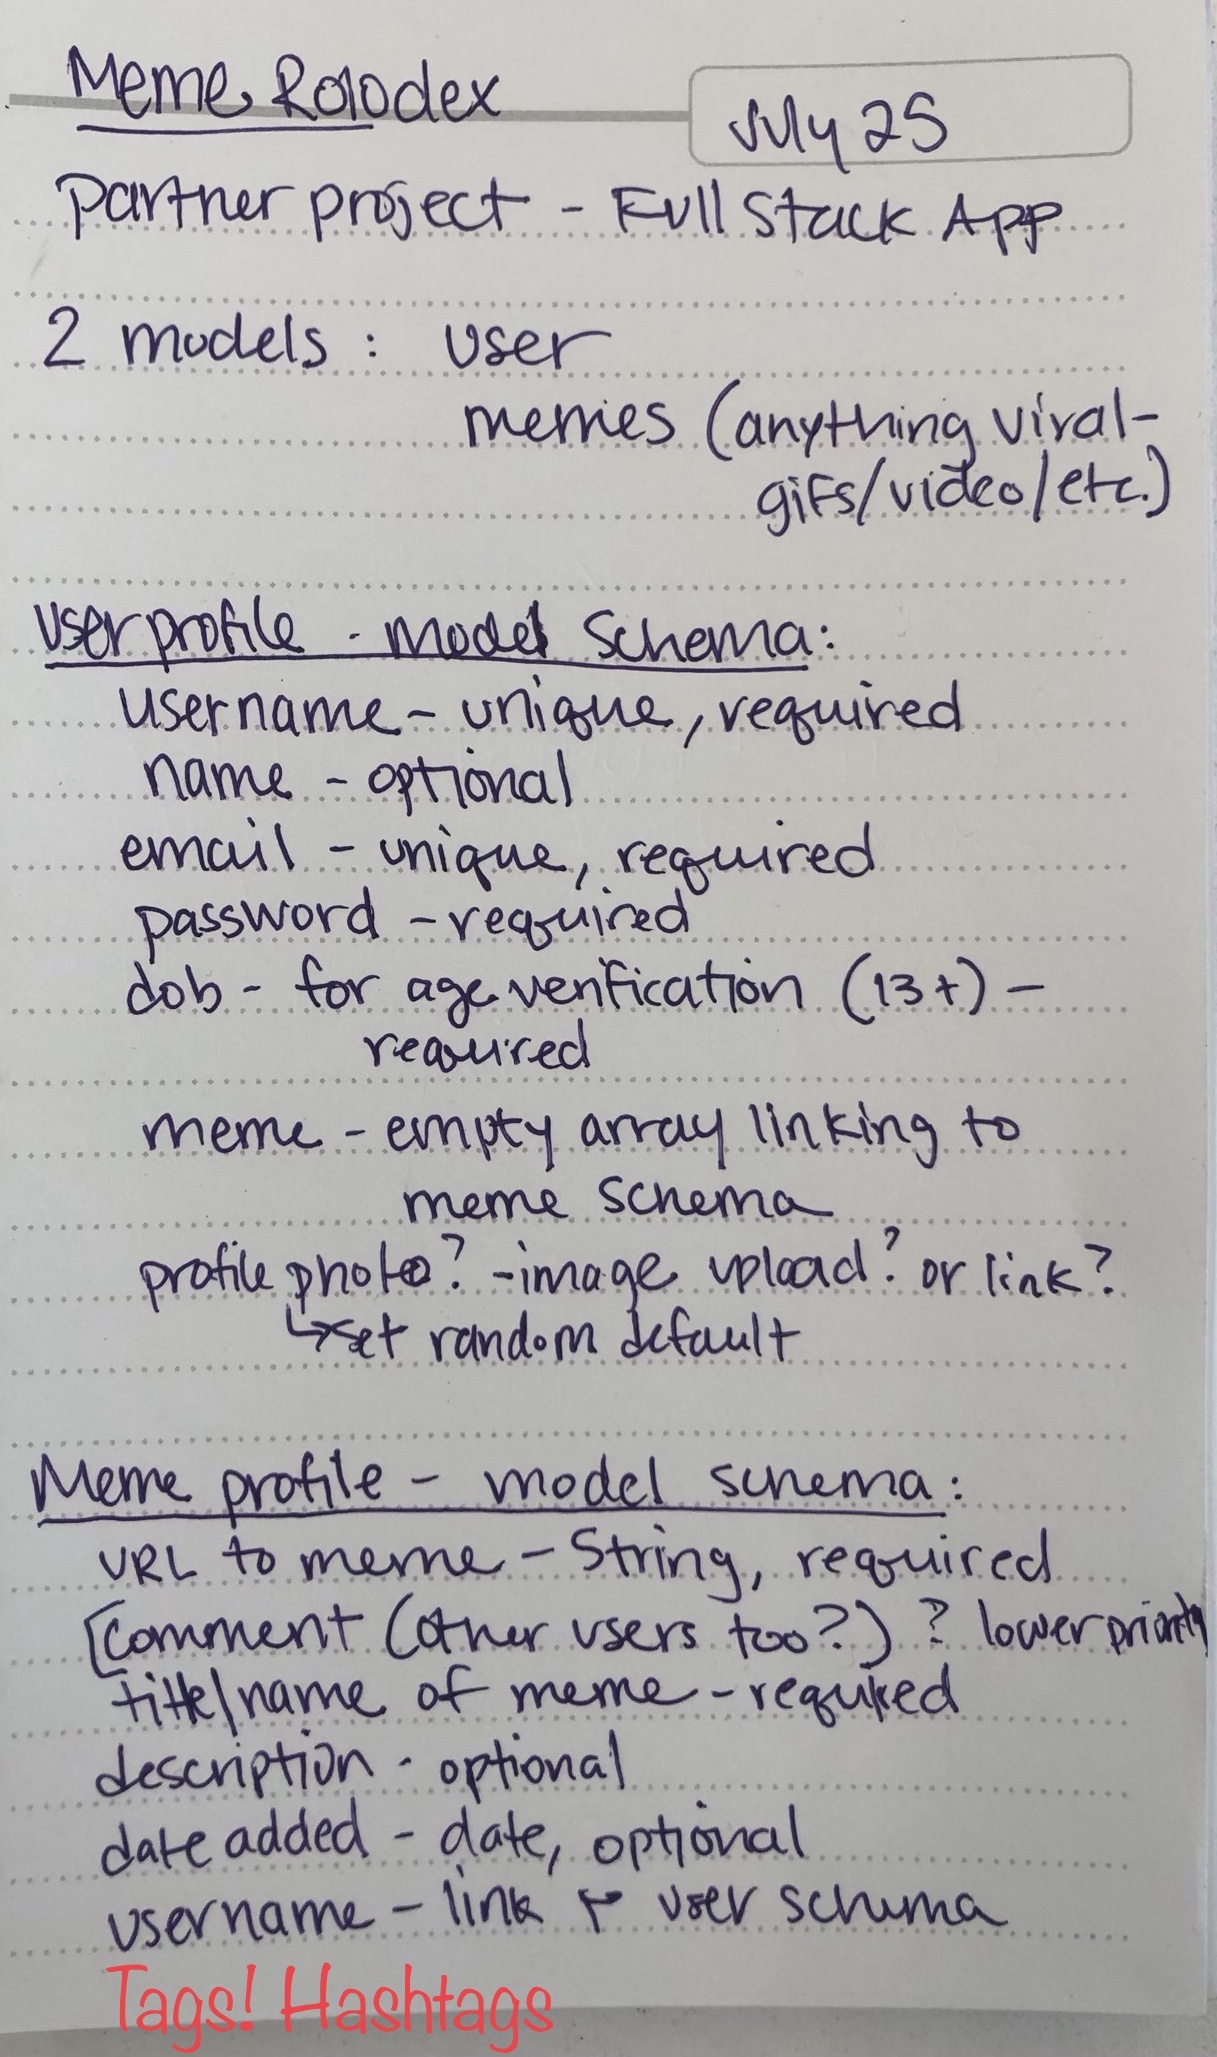 Meme Rolodex
July 25
Partner project - Full Stack App
2 models: user
memes (anything viral-
gifs/video/etc.)
User profile - model schema:
username - unique, required
name - optional
email - unique, required
password - required
dob - for age verification (13+) -
required
meme - empty array linking to
meme schema
profile photo? - image upload? or link?
↳ set random default
Meme profile - model schema:
URL to meme - String, required
[comment (other users too?) ? lower priority
title/name of meme - required
description - optional
date added - date, optional
username - link user schema
Tags! Hashtags